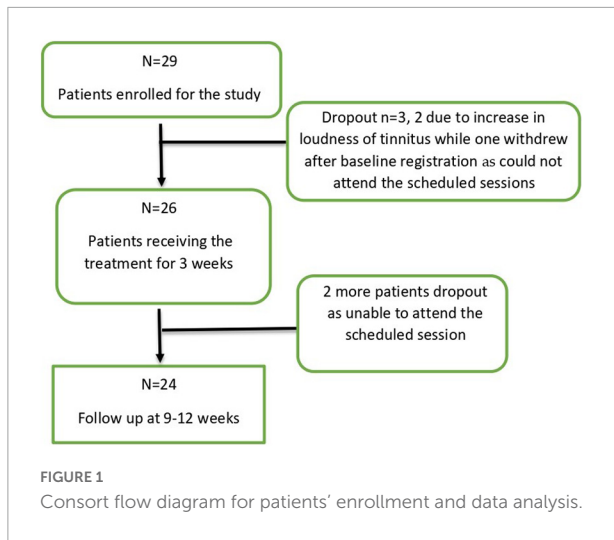 N=29
Patients enrolled for the study
Dropout n=3, 2 due to increase in
loudness of tinnitus while one withdrew
after baseline registration as could not
attend the scheduled sessions
N=26
Patients receiving the
treatment for 3 weeks
2 more patients dropout
as unable to attend the
scheduled session
N=24
Follow up at 9-12 weeks
FIGURE 1
Consort flow diagram for patients’ enrollment and data analysis.